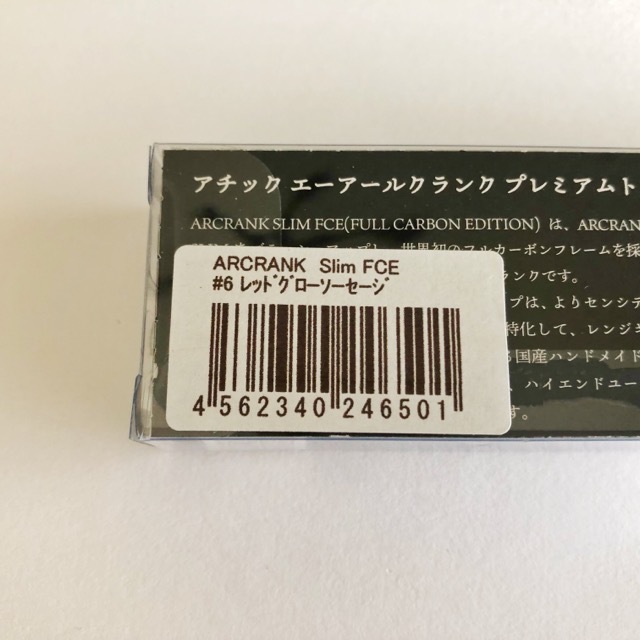 アチック エーアールクランク プレミアムト
ARCRANK SLIM FCE(FULL CARBON EDITION) は、ARCRAN
世界初のフルカーボンフレームを採
ARCRANK Slim FCE
#6 レッドグローソーセージ
ランクです。
プは、よりセンシテ
特化して、レンジ
国産ハンドメイド
、ハイエンドユー
す。
4 562340 246501